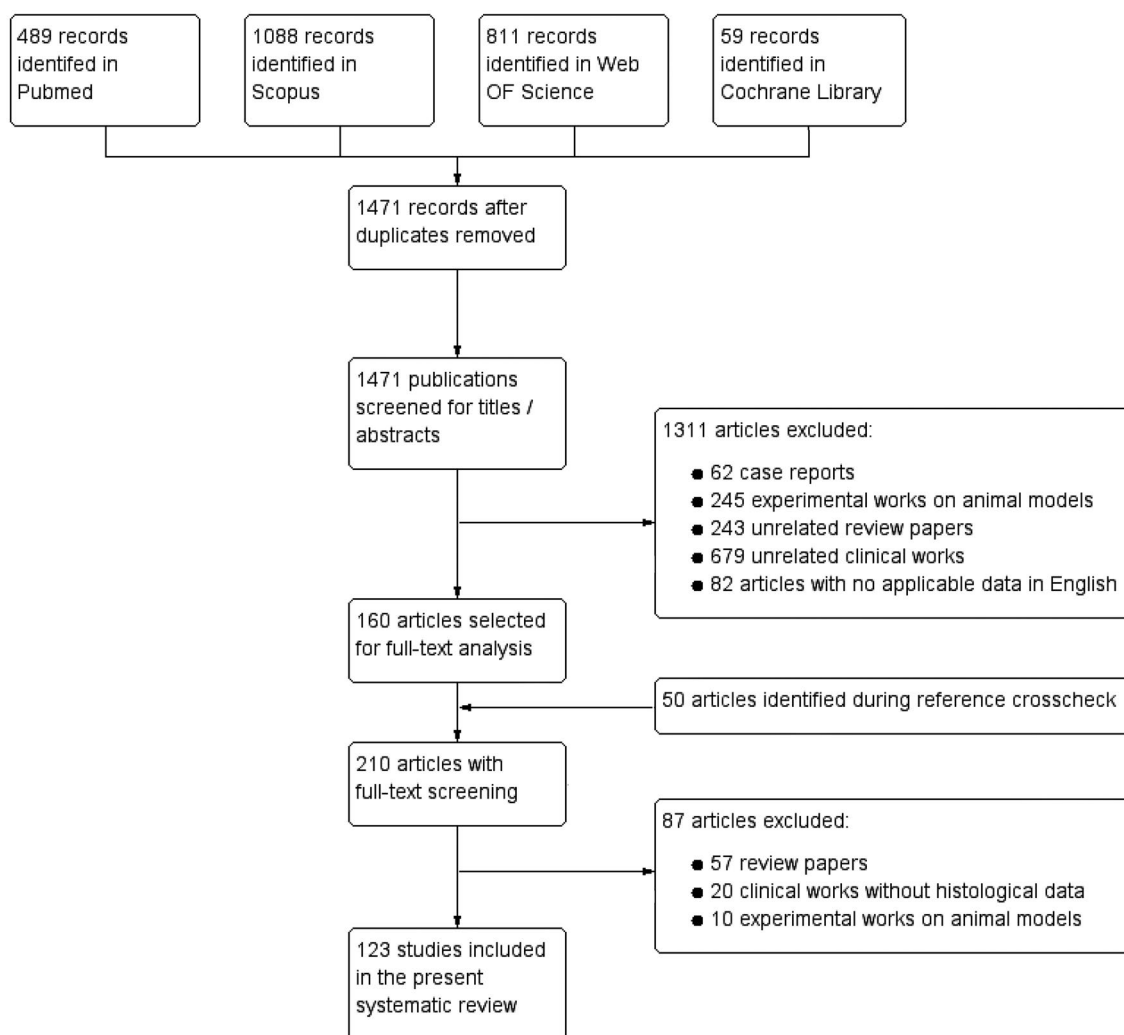 489 records
identifed in
Pubmed
1088 records
identified in
Scopus
811 records
identified in Web
OF Science
59 records
identified in
Cochrane Library
1471 records after
duplicates removed
1471 publications
screened for titles /
abstracts
1311 articles excluded:
● 62 case reports
● 245 experimental works on animal models
● 243 unrelated review papers
● 679 unrelated clinical works
● 82 articles with no applicable data in English
160 articles selected
for full-text analysis
50 articles identified during reference crosscheck
210 articles with
full-text screening
87 articles excluded:
● 57 review papers
● 20 clinical works without histological data
● 10 experimental works on animal models
123 studies included
in the present
systematic review